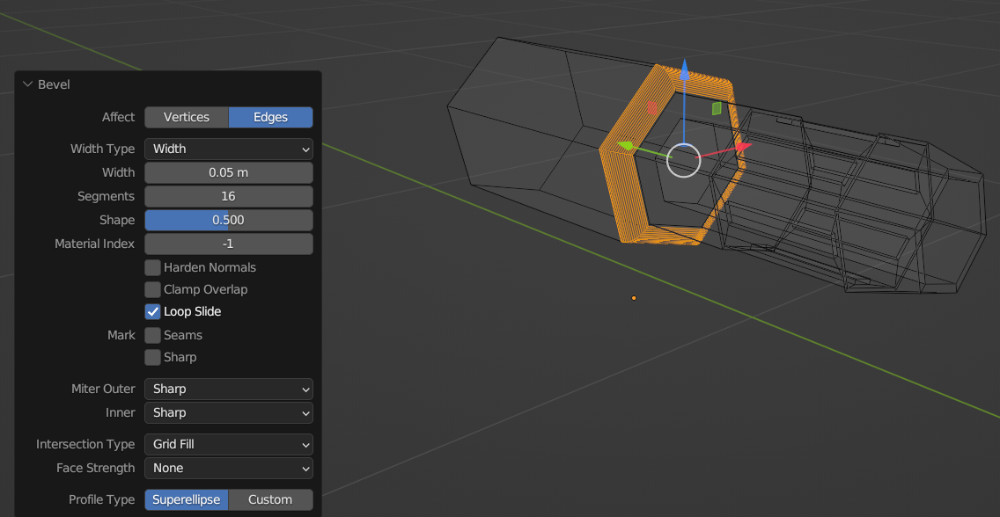 Bevel
Affect Vertices Edges
Width Type Width
Width 0.05 m
Segments 16
Shape 0.500
Material Index -1
Harden Normals
Clamp Overlap
Loop Slide
Mark Seams
Sharp
Miter Outer Sharp
Inner Sharp
Intersection Type Grid Fill
Face Strength None
Profile Type Superellipse Custom